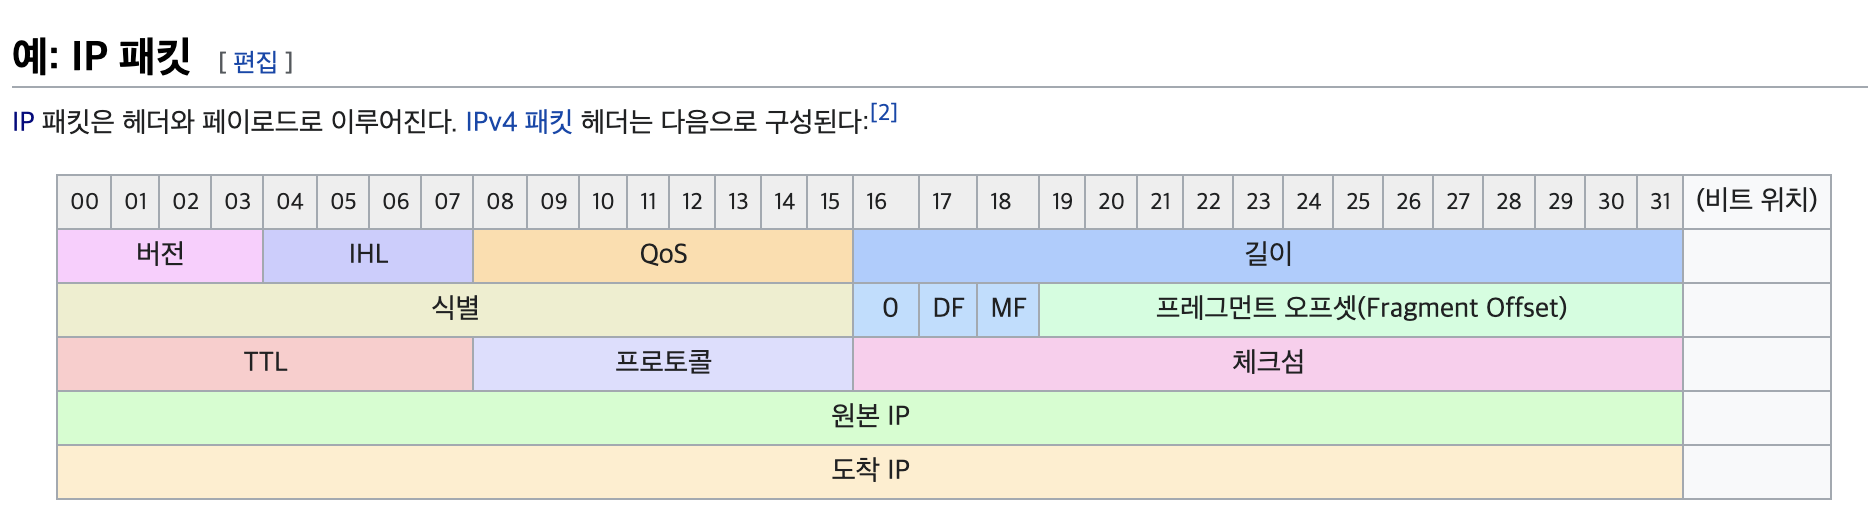 예: IP 패킷 [ 편집 ]
IP 패킷은 헤더와 페이로드로 이루어진다. IPv4 패킷 헤더는 다음으로 구성된다:[2]
00 01 02 03 04 05 06 07 08 09 10 11 12 13 14 15 16 17 18 19 20 21 22 23 24 25 26 27 28 29 30 31 (비트 위치)
버전 IHL QoS 길이
식별 0 DF MF 프레그먼트 오프셋(Fragment Offset)
TTL 프로토콜 체크섬
원본 IP
도착 IP